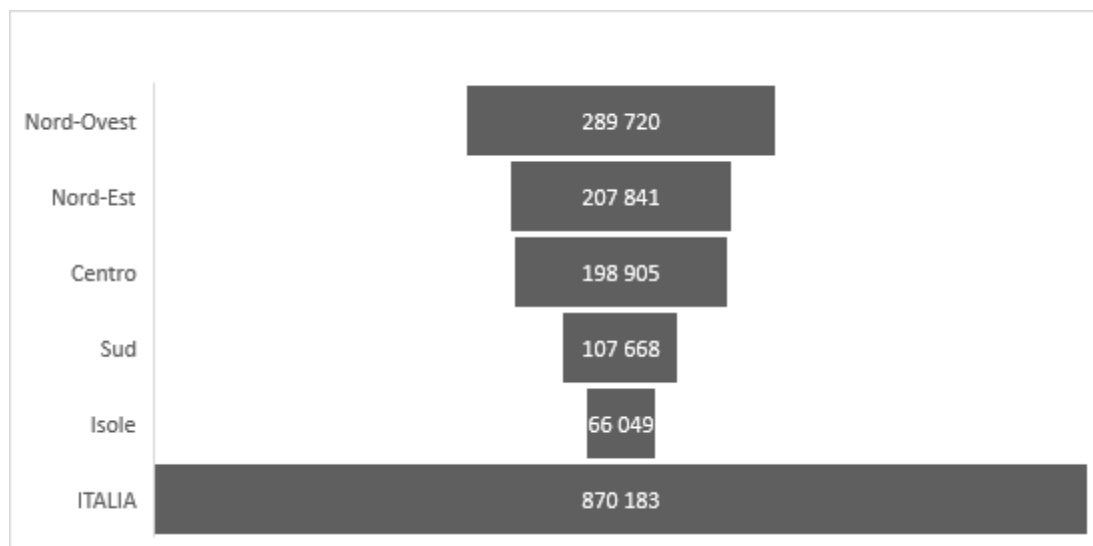 Nord-Ovest 289 720
Nord-Est 207 841
Centro 198 905
Sud 107 668
Isole 66 049
ITALIA 870 183